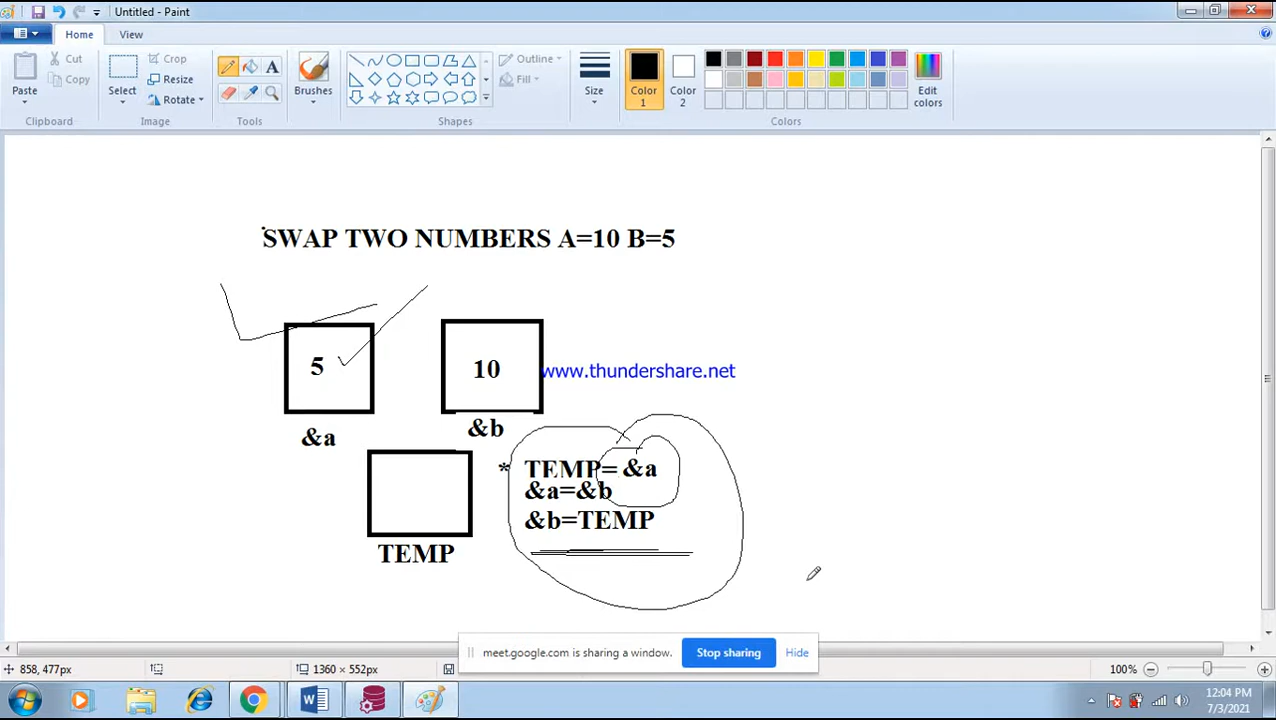 Untitled - Paint
Home
View
Paste
Cut
Copy
Clipboard
Select
Crop
Resize
Rotate
Image
A
Tools
Brushes
Shapes
Outline
Fill
Size
Color 1
Color 2
Edit colors
Colors
SWAP TWO NUMBERS A=10 B=5
5
10
www.thundershare.net
&a
&b
* TEMP= &a
&a=&b
&b=TEMP
TEMP
meet.google.com is sharing a window.
Stop sharing
Hide
858, 477px
1360 × 552px
100%
12:04 PM
7/3/2021